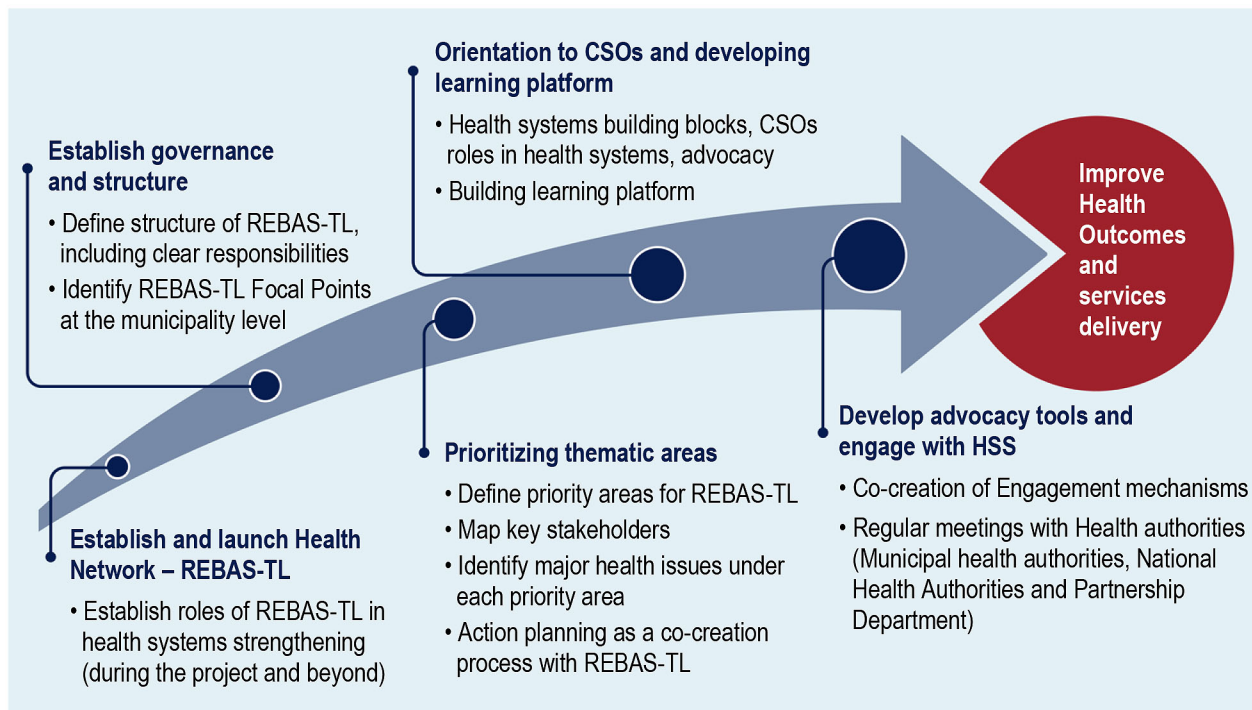 Orientation to CSOs and developing
learning platform
• Health systems building blocks, CSOs
roles in health systems, advocacy
• Building learning platform
Establish governance
and structure
• Define structure of REBAS-TL,
including clear responsibilities
• Identify REBAS-TL Focal Points
at the municipality level
Improve
Health
Outcomes
and
services
delivery
Establish and launch Health
Network – REBAS-TL
• Establish roles of REBAS-TL in
health systems strengthening
(during the project and beyond)
Prioritizing thematic areas
• Define priority areas for REBAS-TL
• Map key stakeholders
• Identify major health issues under
each priority area
• Action planning as a co-creation
process with REBAS-TL
Develop advocacy tools and
engage with HSS
• Co-creation of Engagement mechanisms
• Regular meetings with Health authorities
(Municipal health authorities, National
Health Authorities and Partnership
Department)